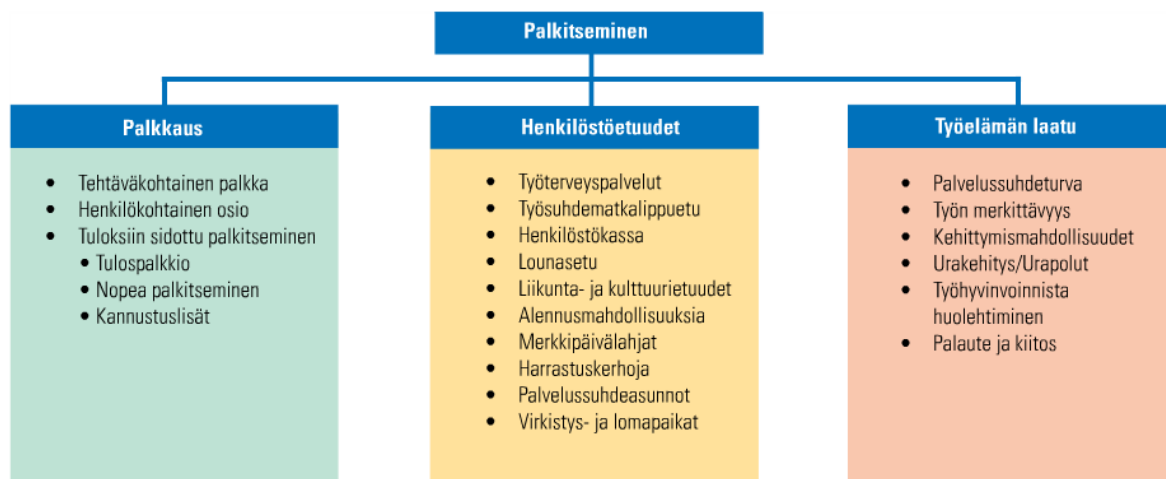 Palkitseminen
Palkkaus
• Tehtäväkohtainen palkka
• Henkilökohtainen osio
• Tuloksiin sidottu palkitseminen
• Tulospalkkio
• Nopea palkitseminen
• Kannustuslisät
Henkilöstöetuudet
• Työterveyspalvelut
• Työsuhdematkalippuetu
• Henkilöstökassa
• Lounasetu
• Liikunta- ja kulttuurietuudet
• Alennusmahdollisuuksia
• Merkkipäivälahjat
• Harrastuskerhoja
• Palvelussuhdeasunnot
• Virkistys- ja lomapaikat
Työelämän laatu
• Palvelussuhdeturva
• Työn merkittävyys
• Kehittymismahdollisuudet
• Urakehitys/Urapolut
• Työhyvinvoinnista
huolehtiminen
• Palaute ja kiitos